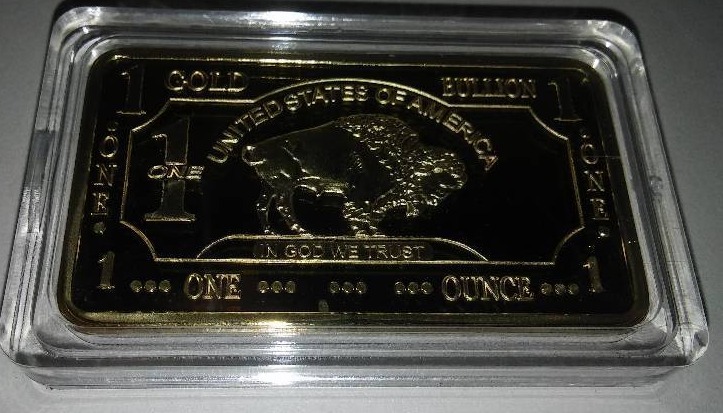 1 GOLD BULLION 1
UNITED STATES OF AMERICA
ONE
1
ONE
ONE
IN GOD WE TRUST
1 ONE OUNCE 1